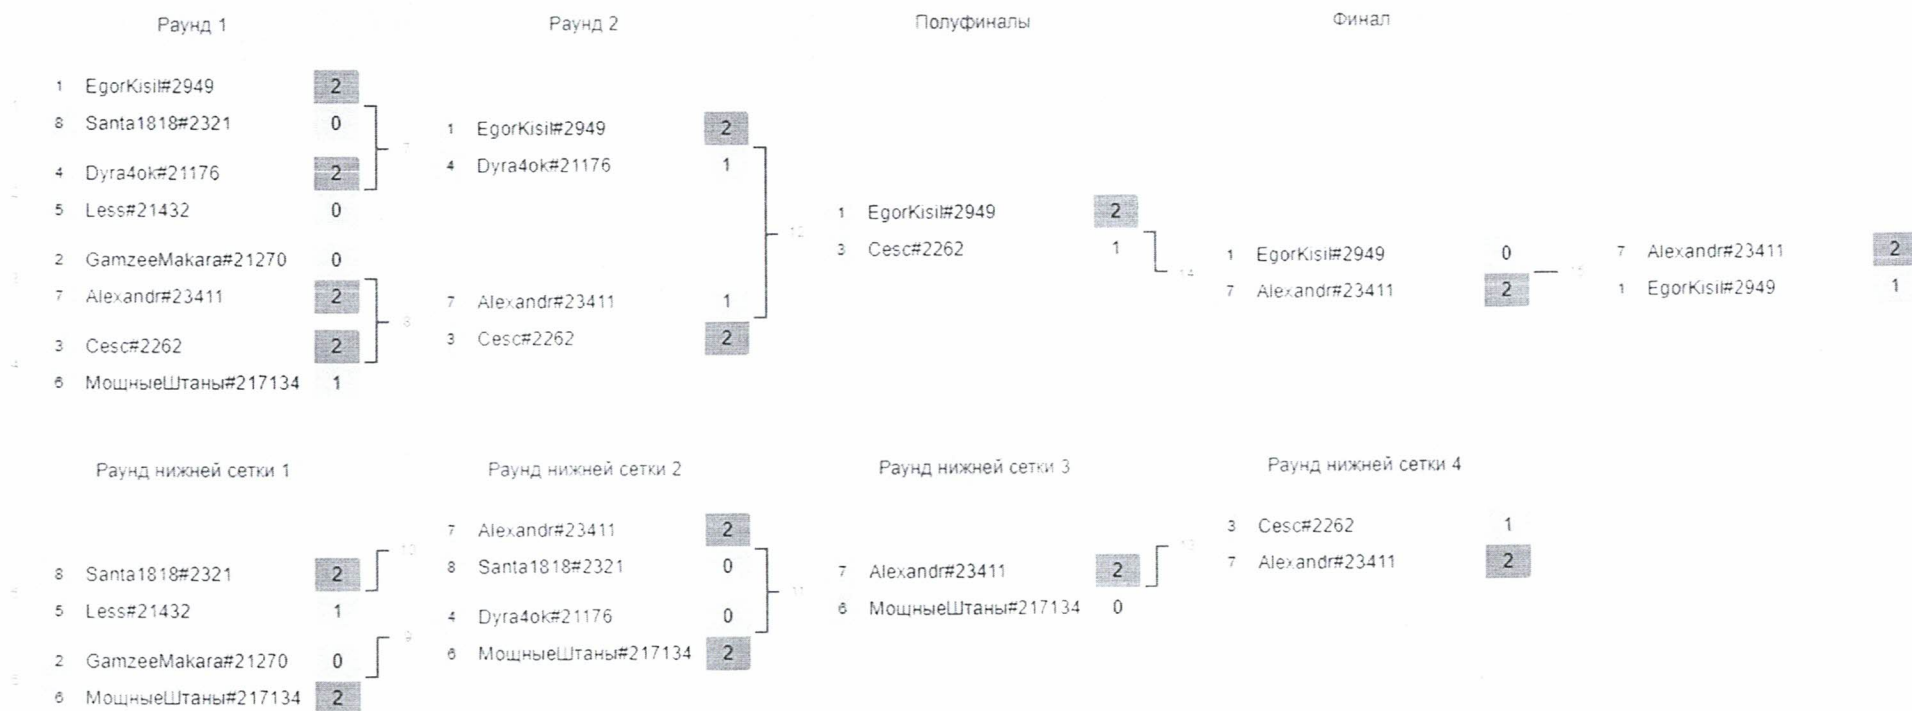 Раунд 1
Раунд 2
Полуфиналы
Финал
1 EgorKisil#2949 2
8 Santa1818#2321 0
4 Dyra4ok#21176 2
5 Less#21432 0
2 GamzeeMakara#21270 0
7 Alexandr#23411 2
3 Cesc#2262 2
6 МощныеШтаны#217134 1
7
8
1 EgorKisil#2949 2
4 Dyra4ok#21176 1
7 Alexandr#23411 1
3 Cesc#2262 2
1 EgorKisil#2949 2
3 Cesc#2262 1
14
1 EgorKisil#2949 0
7 Alexandr#23411 2
7 Alexandr#23411 2
1 EgorKisil#2949 1
Раунд нижней сетки 1
Раунд нижней сетки 2
Раунд нижней сетки 3
Раунд нижней сетки 4
8 Santa1818#2321 2
5 Less#21432 1
2 GamzeeMakara#21270 0
6 МощныеШтаны#217134 2
10
9
7 Alexandr#23411 2
8 Santa1818#2321 0
4 Dyra4ok#21176 0
6 МощныеШтаны#217134 2
11
7 Alexandr#23411 2
6 МощныеШтаны#217134 0
3 Cesc#2262 1
7 Alexandr#23411 2